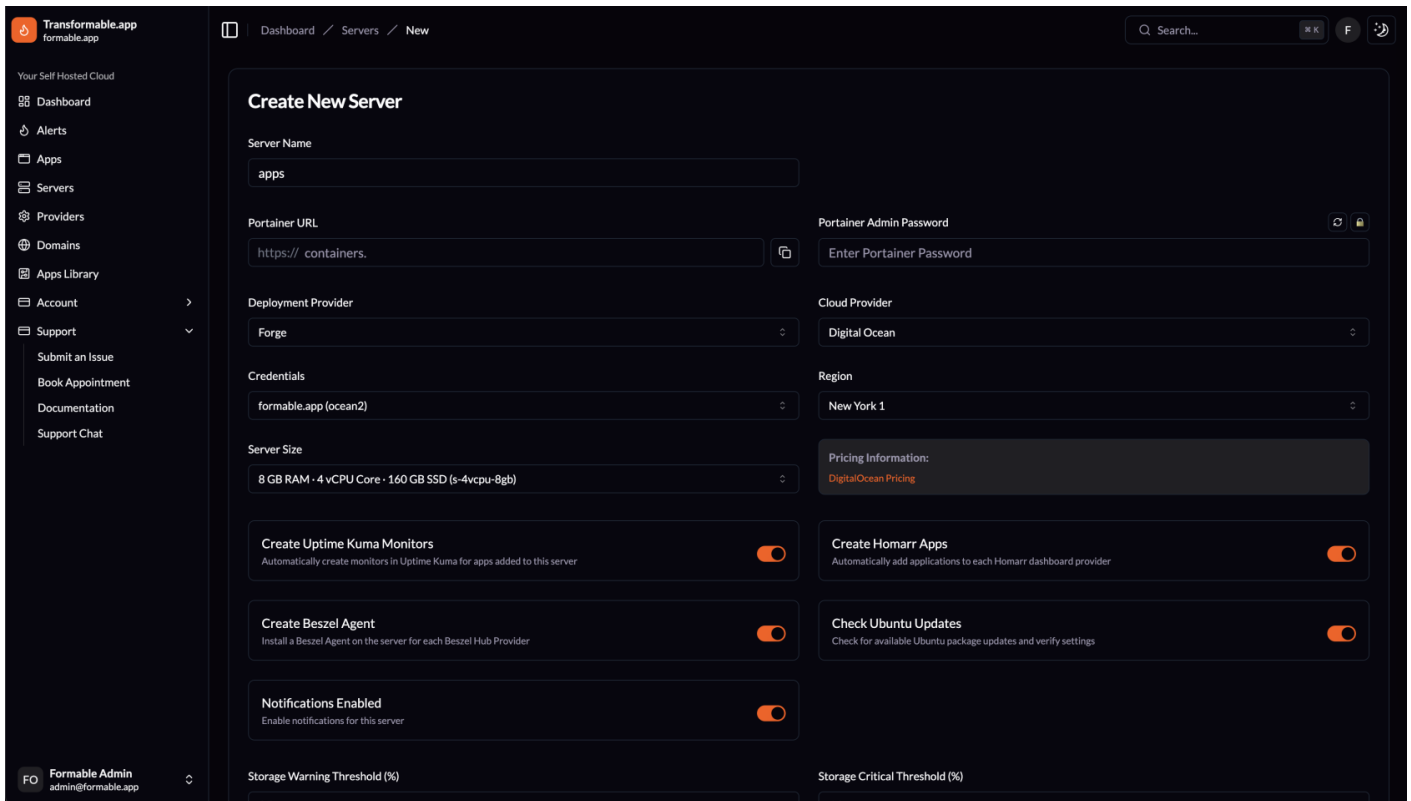 Transformable.app
formable.app
Dashboard / Servers / New
Search...
⌘ K
F
Your Self Hosted Cloud
Dashboard
Alerts
Apps
Servers
Providers
Domains
Apps Library
Account
Support
Submit an Issue
Book Appointment
Documentation
Support Chat
FO
Formable Admin
admin@formable.app
Create New Server
Server Name
apps
Portainer URL
https:// containers.
Portainer Admin Password
Enter Portainer Password
Deployment Provider
Forge
Cloud Provider
Digital Ocean
Credentials
formable.app (ocean2)
Region
New York 1
Server Size
8 GB RAM · 4 vCPU Core · 160 GB SSD (s-4vcpu-8gb)
Pricing Information:
DigitalOcean Pricing
Create Uptime Kuma Monitors
Automatically create monitors in Uptime Kuma for apps added to this server
Create Homarr Apps
Automatically add applications to each Homarr dashboard provider
Create Beszel Agent
Install a Beszel Agent on the server for each Beszel Hub Provider
Check Ubuntu Updates
Check for available Ubuntu package updates and verify settings
Notifications Enabled
Enable notifications for this server
Storage Warning Threshold (%)
Storage Critical Threshold (%)